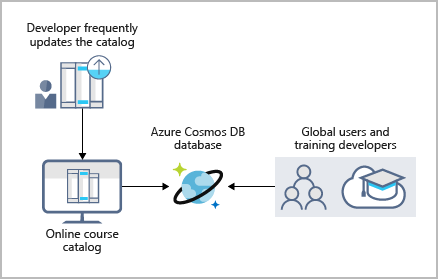 Developer frequently
updates the catalog
Azure Cosmos DB
database
Global users and
training developers
Online course
catalog